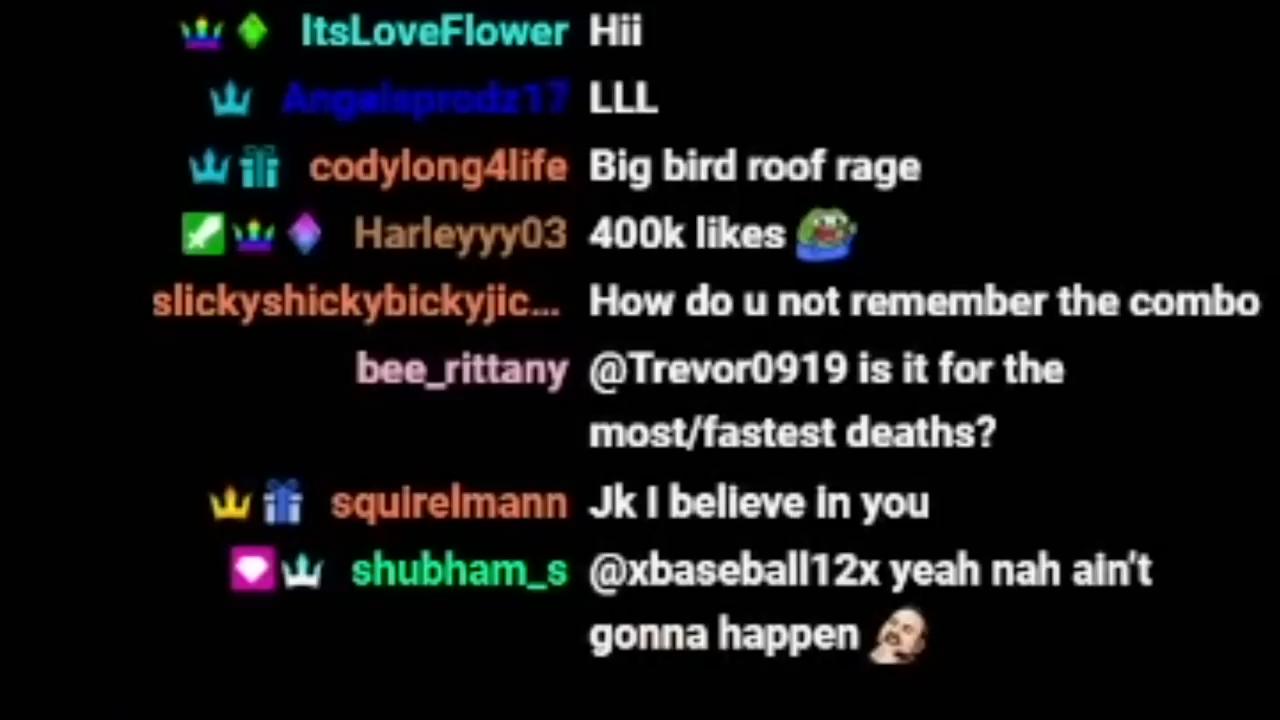 ItsLoveFlower Hii
Angelsprodz17 LLL
codylong4life Big bird roof rage
Harleyyy03 400k likes
slickyshickybickyjic... How do u not remember the combo
bee_rittany @Trevor0919 is it for the
most/fastest deaths?
squirelmann Jk I believe in you
shubham_s @xbaseball12x yeah nah ain't
gonna happen